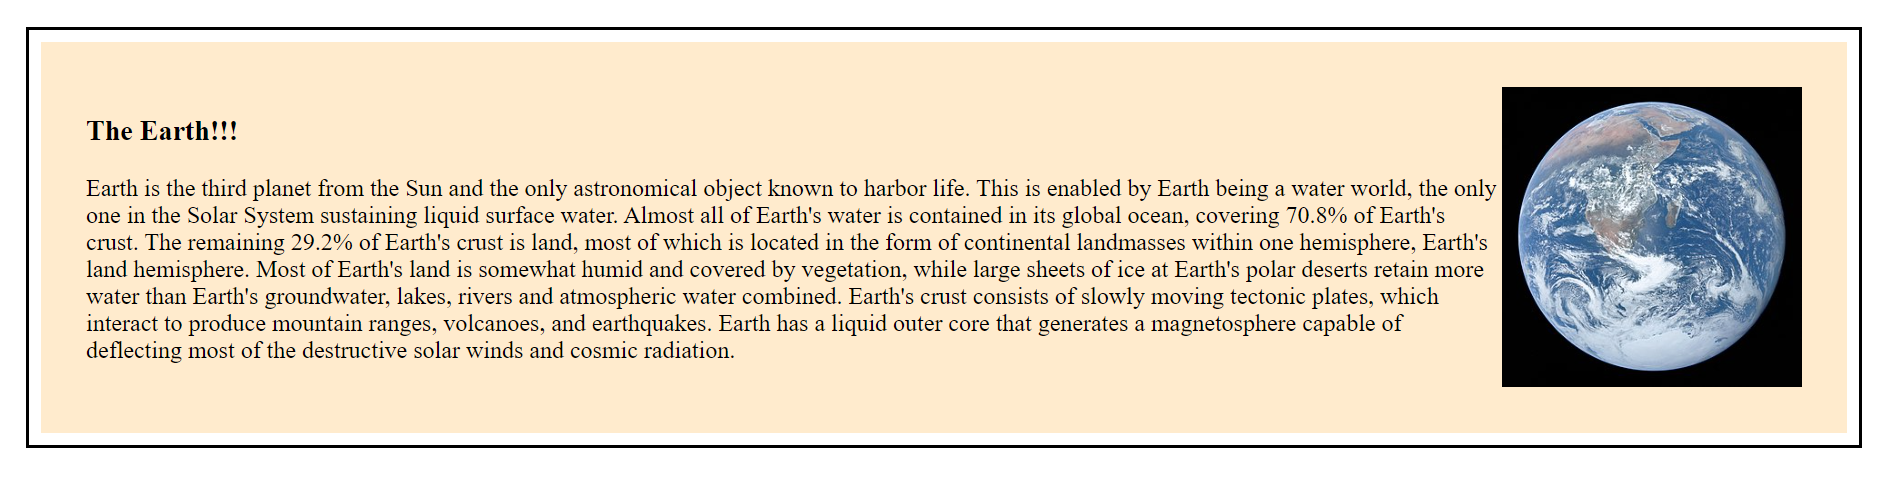 The Earth!!!
Earth is the third planet from the Sun and the only astronomical object known to harbor life. This is enabled by Earth being a water world, the only
one in the Solar System sustaining liquid surface water. Almost all of Earth's water is contained in its global ocean, covering 70.8% of Earth's
crust. The remaining 29.2% of Earth's crust is land, most of which is located in the form of continental landmasses within one hemisphere, Earth's
land hemisphere. Most of Earth's land is somewhat humid and covered by vegetation, while large sheets of ice at Earth's polar deserts retain more
water than Earth's groundwater, lakes, rivers and atmospheric water combined. Earth's crust consists of slowly moving tectonic plates, which
interact to produce mountain ranges, volcanoes, and earthquakes. Earth has a liquid outer core that generates a magnetosphere capable of
deflecting most of the destructive solar winds and cosmic radiation.